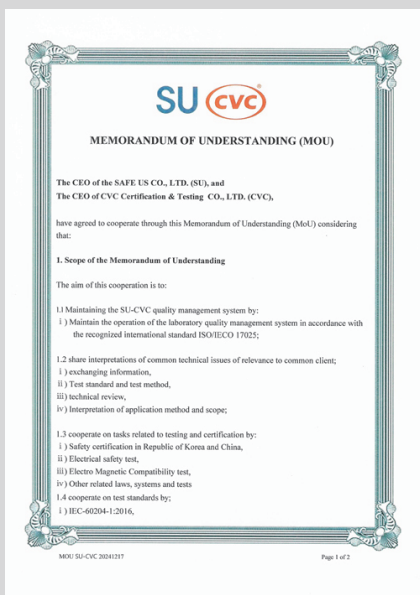 SU CVC®
MEMORANDUM OF UNDERSTANDING (MOU)
The CEO of the SAFE US CO., LTD. (SU), and
The CEO of CVC Certification & Testing CO., LTD. (CVC),
have agreed to cooperate through this Memorandum of Understanding (MoU) considering
that:
1. Scope of the Memorandum of Understanding
The aim of this cooperation is to:
1.1 Maintaining the SU-CVC quality management system by:
ⅰ) Maintain the operation of the laboratory quality management system in accordance with
the recognized international standard ISO/IECO 17025;
1.2 share interpretations of common technical issues of relevance to common client;
ⅰ) exchanging information,
ⅱ) Test standard and test method,
ⅲ) technical review,
ⅳ) Interpretation of application method and scope;
1.3 cooperate on tasks related to testing and certification by:
ⅰ) Safety certification in Republic of Korea and China,
ⅱ) Electrical safety test,
ⅲ) Electro Magnetic Compatibility test,
ⅳ) Other related laws, systems and tests
1.4 cooperate on test standards by;
ⅰ) IEC-60204-1:2016,
MOU SU-CVC 20241217
Page 1 of 2